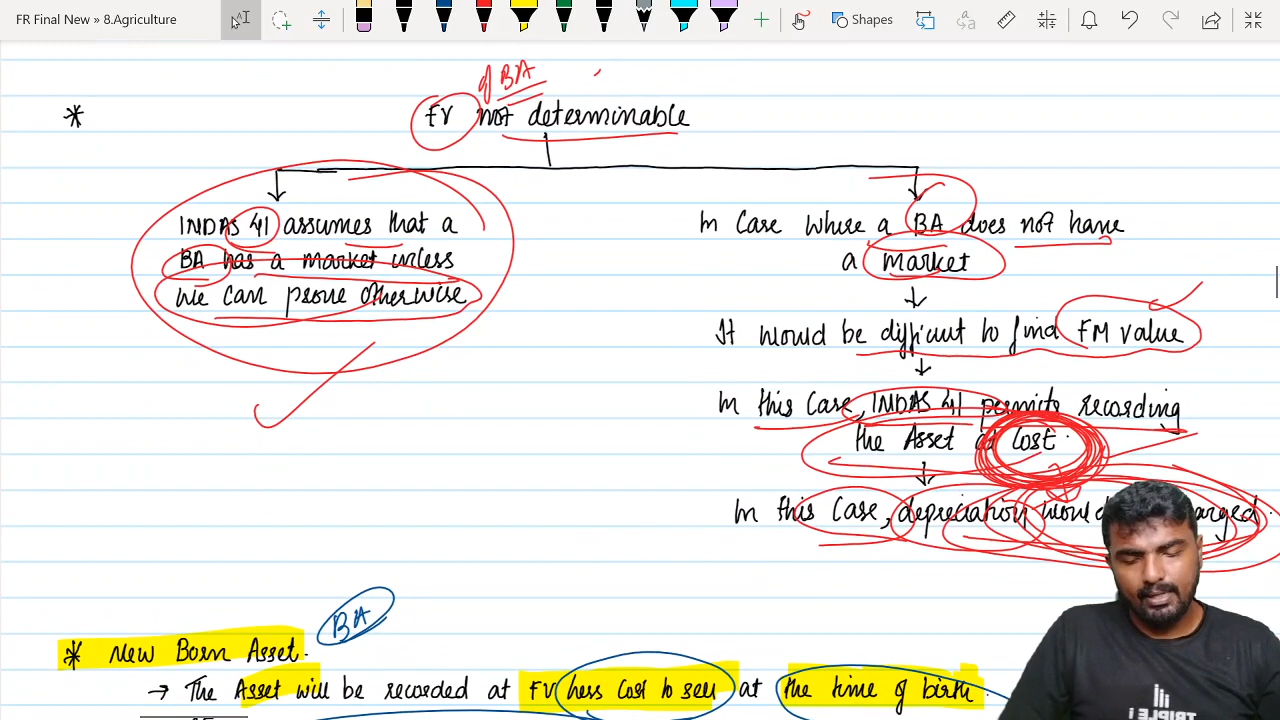 FR Final New » 8.Agriculture
Shapes
of BA
* FV not determinable
INDAS 41 assumes that a
BA has a market unless
we can prove otherwise
In Case where a BA does not have
a market
It would be difficult to find FM value
In this Case, INDAS 41 permits recording
the Asset at Cost.
In this Case, depreciation would
BA
* New Born Asset.
→ The Asset will be recorded at FV less Cost to sell at the time of birth.
TRIPLE i